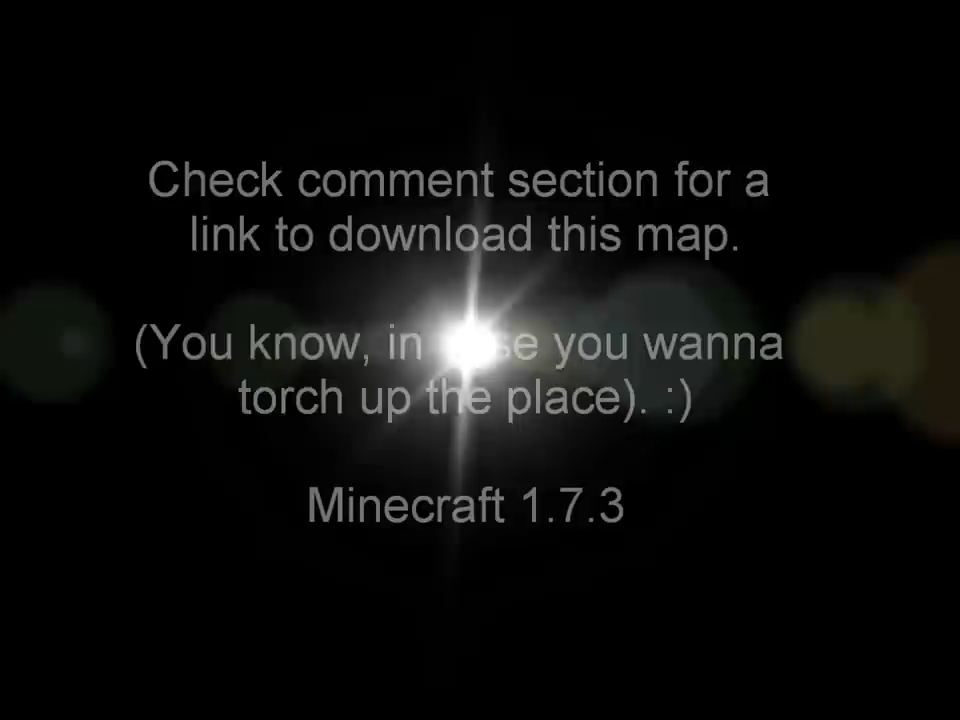 Check comment section for a
link to download this map.
(You know, in case you wanna
torch up the place). :)
Minecraft 1.7.3